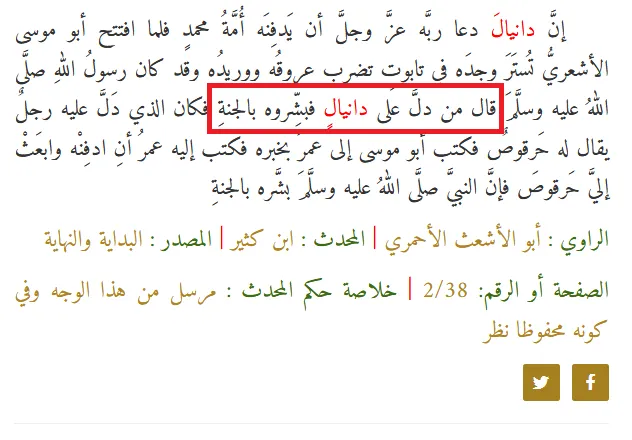 إنَّ دانيالَ دعا ربَّه عزَّ وجلَّ أن يَدفِنَه أُمَّةُ محمدٍ فلما افتتح أبو موسى
الأشعريُّ تُستَرَ وجدَه في تابوتٍ تضرب عروقُه ووريدُه وقد كان رسولُ اللهِ صلَّى
اللهُ عليه وسلَّمَ قال من دلَّ على دانيالٍ فبشِّروه بالجنةِ فكان الذي دَلَّ عليه رجلٌ
يقال له حَرقوصٌ فكتب أبو موسى إلى عمرَ بخبره فكتب إليه عمرُ أنِ ادفِنْه وابعَثْ
إليَّ حَرقوصَ فإنَّ النبيَّ صلَّى اللهُ عليه وسلَّمَ بشَّره بالجنةِ
الراوي : أبو الأشعث الأحمري | المحدث : ابن كثير | المصدر : البداية والنهاية
الصفحة أو الرقم: 2/38 | خلاصة حكم المحدث : مرسل من هذا الوجه وفي
كونه محفوظا نظر